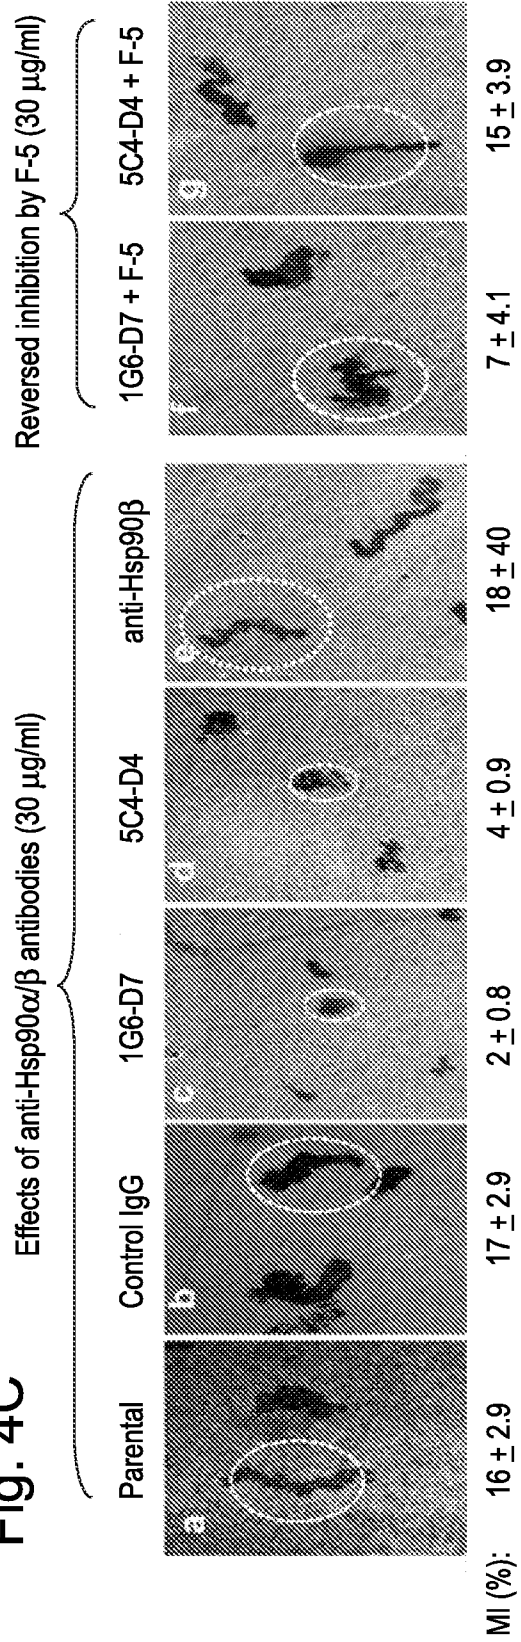 Fig. 4C
Effects of anti-Hsp90α/β antibodies (30 μg/ml)
Reversed inhibition by F-5 (30 μg/ml)
Parental
Control IgG
1G6-D7
5C4-D4
anti-Hsp90β
1G6-D7 + F-5
5C4-D4 + F-5
a
b
c
d
e
f
g
MI (%): 16 ± 2.9 17 ± 2.9 2 ± 0.8 4 ± 0.9 18 ± 40 7 ± 4.1 15 ± 3.9